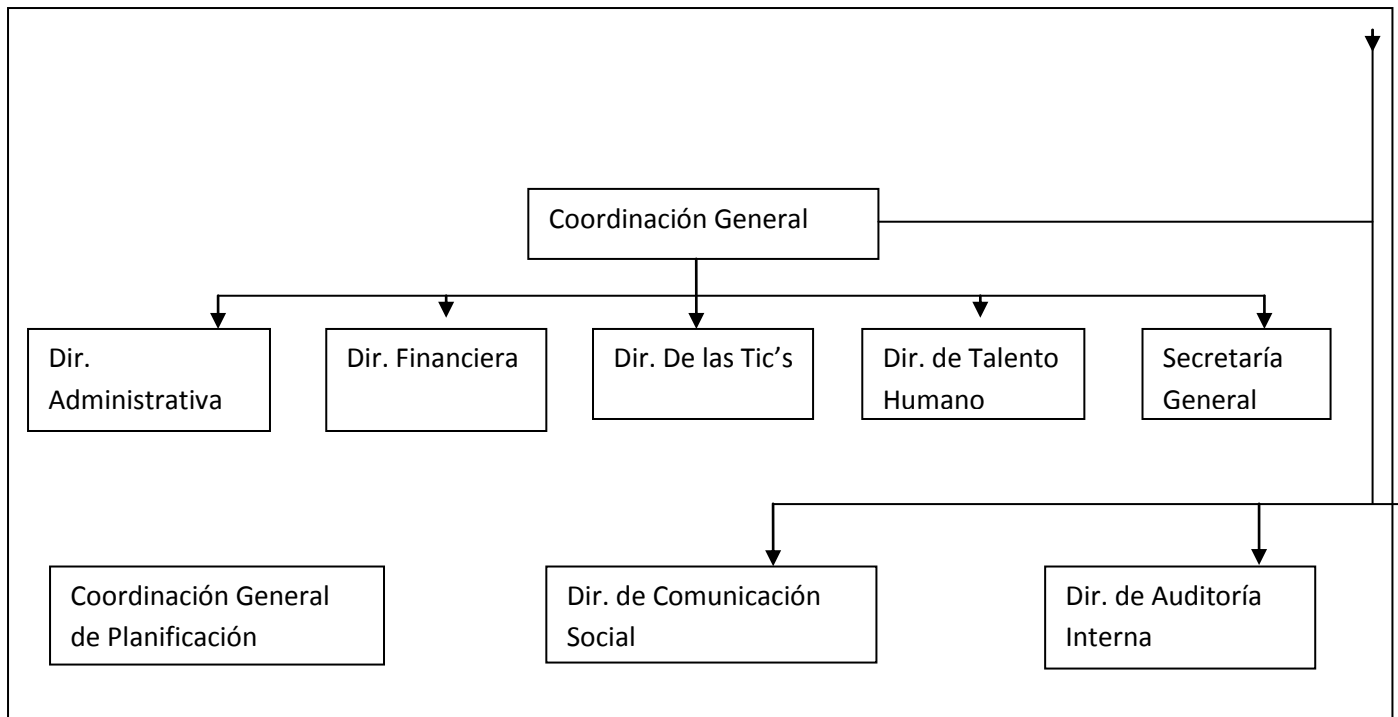 Coordinación General
Dir.
Administrativa
Dir. Financiera
Dir. De las Tic’s
Dir. de Talento
Humano
Secretaría
General
Coordinación General
de Planificación
Dir. de Comunicación
Social
Dir. de Auditoría
Interna